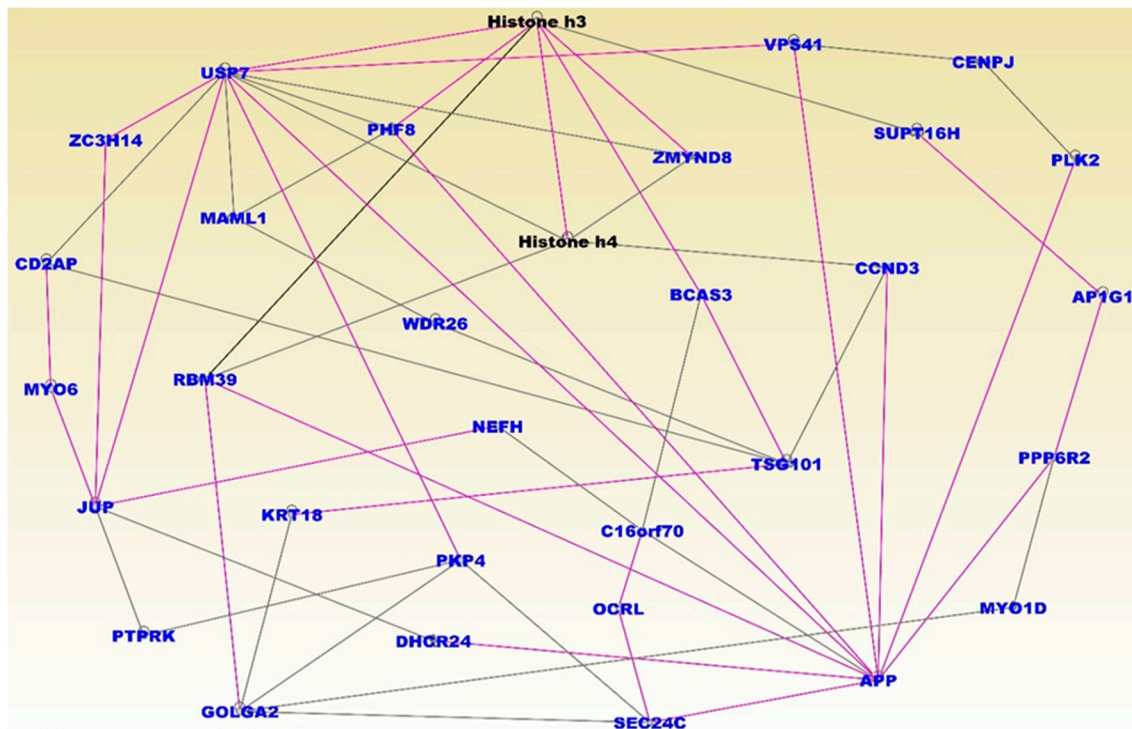 Histone h3
VPS41
CENPJ
USP7
PHF8
SUPT16H
ZC3H14
ZMYND8
PLK2
MAML1
Histone h4
CD2AP
CCND3
BCAS3
AP1G1
WDR26
RBM39
MYO6
NEFH
TSG101
PPP6R2
JUP
KRT18
C16orf70
PKP4
OCRL
MYO1D
PTPRK
DHCR24
APP
GOLGA2
SEC24C